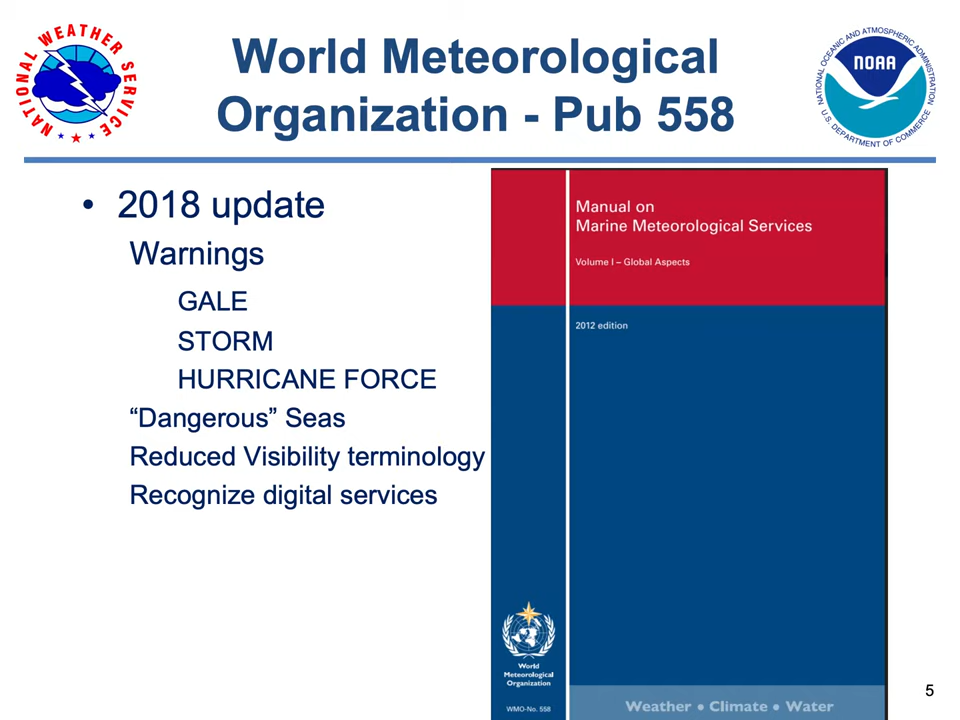 NATIONAL WEATHER SERVICE
World Meteorological
Organization - Pub 558
NATIONAL OCEANIC AND ATMOSPHERIC ADMINISTRATION
NOAA
U.S. DEPARTMENT OF COMMERCE
• 2018 update
Warnings
GALE
STORM
HURRICANE FORCE
“Dangerous” Seas
Reduced Visibility terminology
Recognize digital services
Manual on
Marine Meteorological Services
Volume I – Global Aspects
2012 edition
World
Meteorological
Organization
WMO-No. 558
Weather • Climate • Water
5